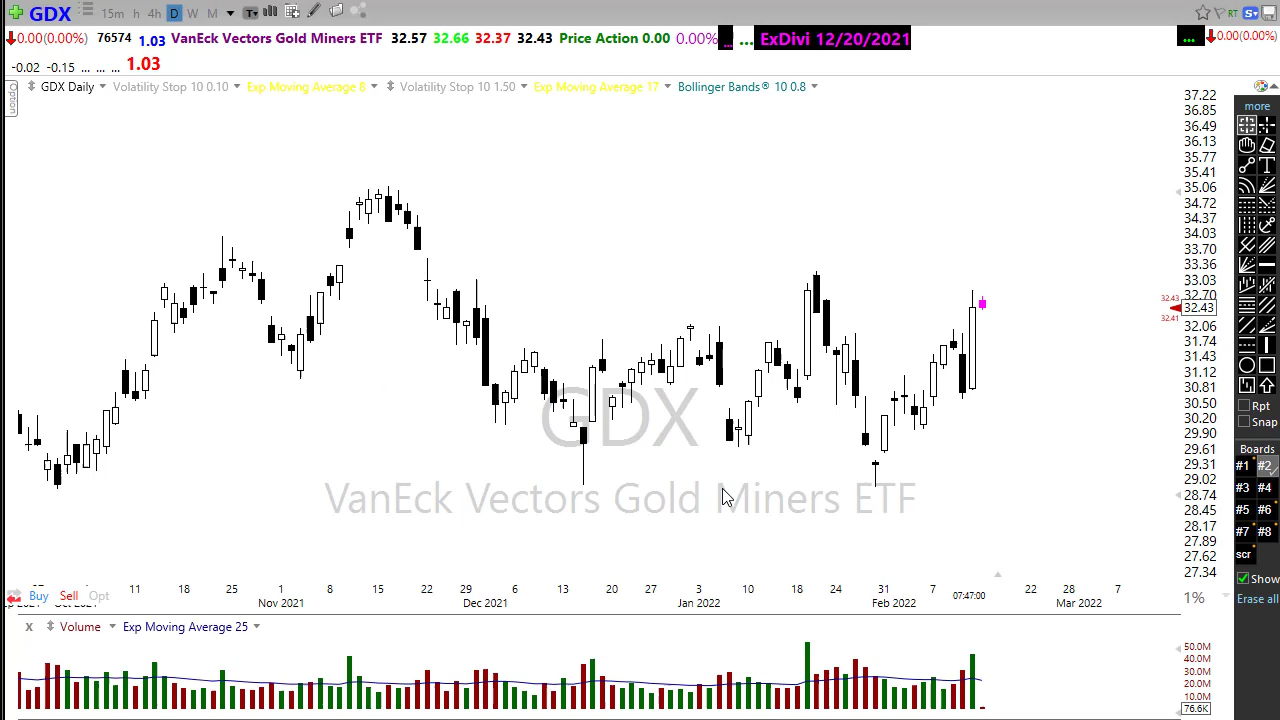 GDX 15m h 4h D W M T RT S
0.00(0.00%) 76574 1.03 VanEck Vectors Gold Miners ETF 32.57 32.66 32.37 32.43 Price Action 0.00 0.00% ... ... ExDivi 12/20/2021 ... 0.00(0.00%)
-0.02 -0.15 ... ... ... 1.03
Option
GDX Daily Volatility Stop 10 0.10 Exp Moving Average 8 Volatility Stop 10 1.50 Exp Moving Average 17 Bollinger Bands® 10 0.8
37.22
36.85
36.49
36.13
35.77
35.41
35.06
34.72
34.37
34.03
33.70
33.36
33.03
32.70
32.43
32.43
32.41
32.06
31.74
31.43
31.12
30.81
30.50
30.20
29.90
29.61
29.31
29.02
28.74
28.45
28.17
27.89
27.62
27.34
more
T
Rpt
Snap
Boards
#1 #2
#3 #4
#5 #6
#7 #8
scr
Show
Erase all
GDX
VanEck Vectors Gold Miners ETF
11 18 25 1 8 15 22 29 6 13 20 27 3 10 18 24 31 7 07:47:00 22 28 7
Buy Sell Opt
Nov 2021 Dec 2021 Jan 2022 Feb 2022 Mar 2022
1%
X Volume Exp Moving Average 25
50.0M
40.0M
30.0M
20.0M
10.0M
76.6K